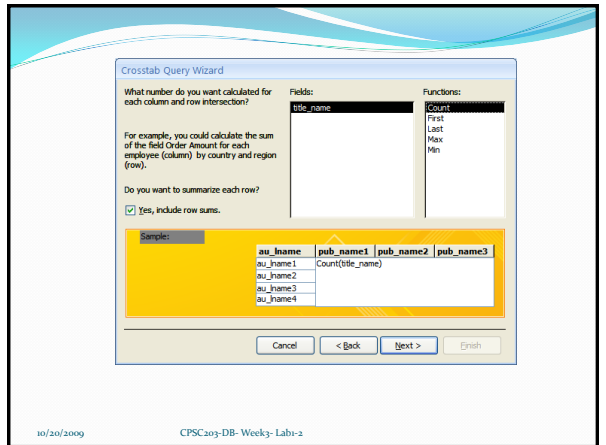 Crosstab Query Wizard
What number do you want calculated for
each column and row intersection?
For example, you could calculate the sum
of the field Order Amount for each
employee (column) by country and region
(row).
Do you want to summarize each row?
Yes, include row sums.
Fields:
title_name
Functions:
Count
First
Last
Max
Min
Sample:
au_lname pub_name1 pub_name2 pub_name3
au_lname1 Count(title_name)
au_lname2
au_lname3
au_lname4
Cancel < Back Next > Finish
10/20/2009 CPSC203-DB- Week3- Lab1-2